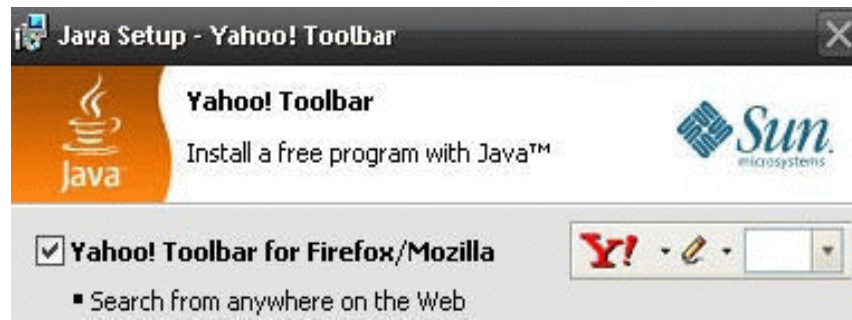 Java Setup - Yahoo! Toolbar
Java
Yahoo! Toolbar
Install a free program with Java™
Sun
microsystems
Yahoo! Toolbar for Firefox/Mozilla
Y!
▪ Search from anywhere on the Web